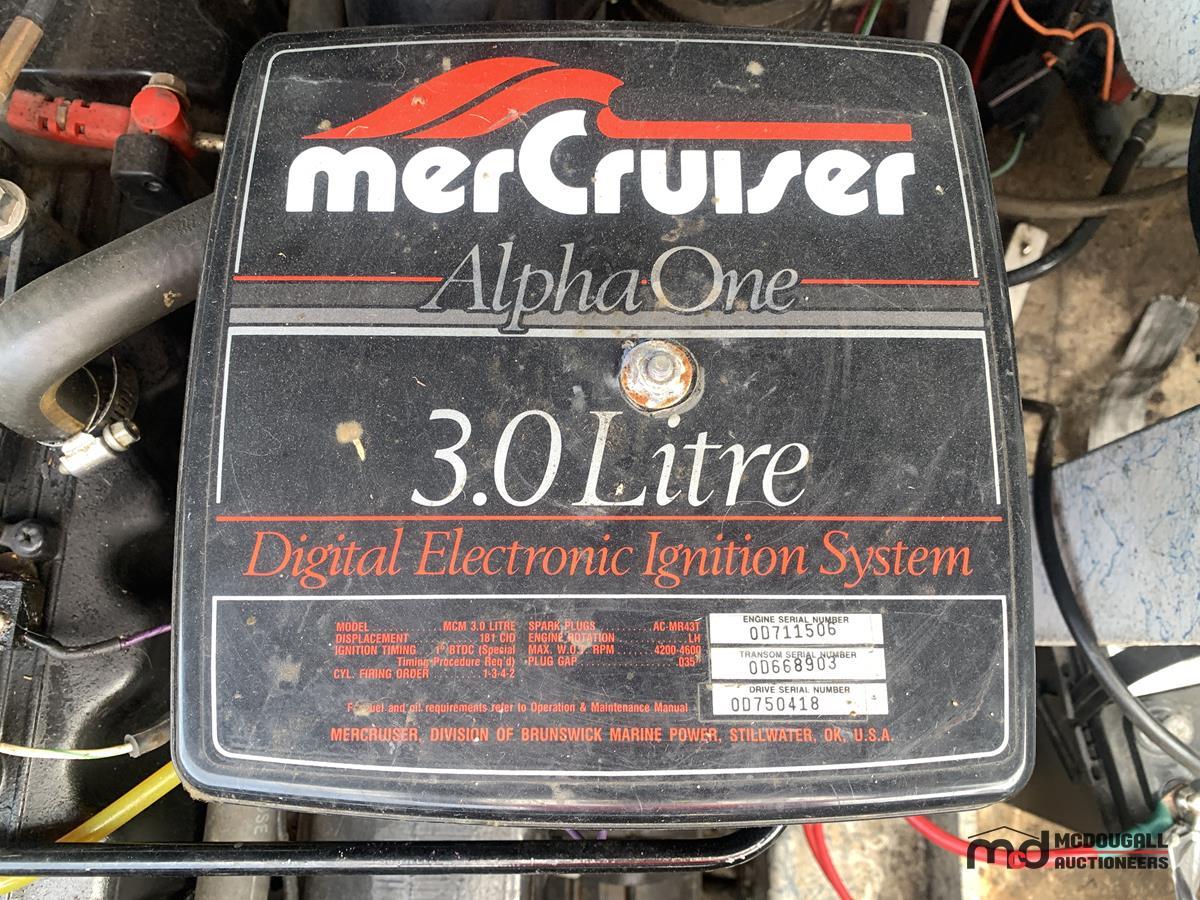 merCruiser
Alpha One
3.0 Litre
Digital Electronic Ignition System
MODEL . . . . . . . . . MCM 3.0 LITRE
DISPLACEMENT . . . . . . . . 181 CID
IGNITION TIMING . . 1° BTDC (Special
Timing Procedure Req'd)
CYL. FIRING ORDER . . . . . . . . 1-3-4-2
SPARK PLUGS . . . . . . . . AC-MR43T
ENGINE ROTATION . . . . . . . . LH
MAX. W.O.T. RPM . . . . . 4200-4600
PLUG GAP . . . . . . . . . . . . .035"
ENGINE SERIAL NUMBER
0D711506
TRANSOM SERIAL NUMBER
0D668903
DRIVE SERIAL NUMBER
0D750418
For fuel and oil requirements refer to Operation & Maintenance Manual
MERCRUISER, DIVISION OF BRUNSWICK MARINE POWER, STILLWATER, OK, U.S.A.
md MCDOUGALL
AUCTIONEERS